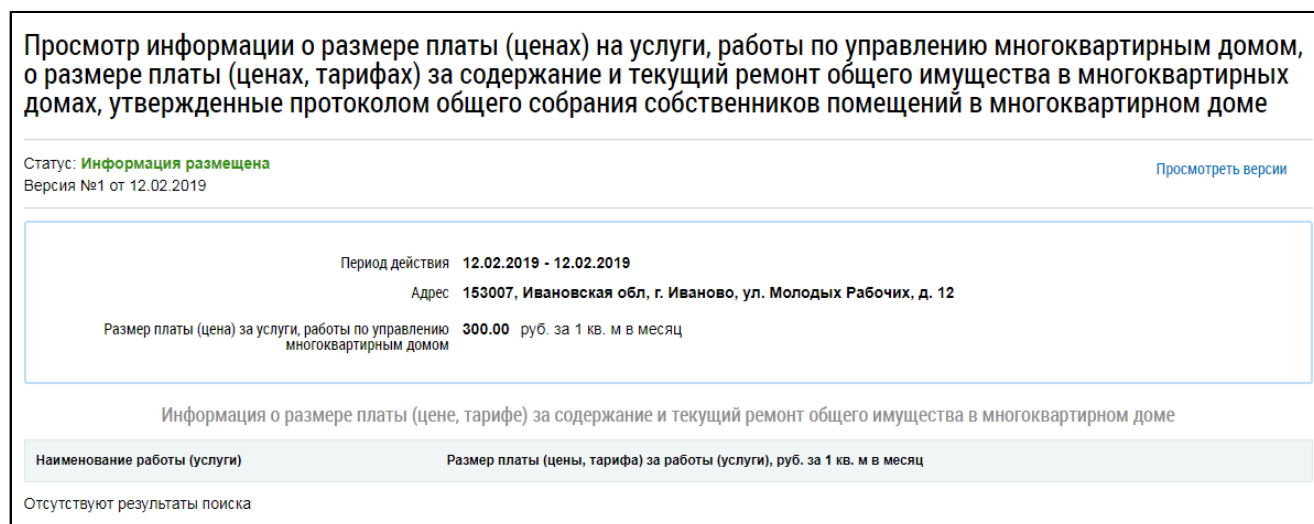 Просмотр информации о размере платы (ценах) на услуги, работы по управлению многоквартирным домом,
о размере платы (ценах, тарифах) за содержание и текущий ремонт общего имущества в многоквартирных
домах, утвержденные протоколом общего собрания собственников помещений в многоквартирном доме
Статус: Информация размещена
Просмотреть версии
Версия №1 от 12.02.2019
Период действия 12.02.2019 - 12.02.2019
Адрес 153007, Ивановская обл, г. Иваново, ул. Молодых Рабочих, д. 12
Размер платы (цена) за услуги, работы по управлению 300.00 руб. за 1 кв. м в месяц
многоквартирным домом
Информация о размере платы (цене, тарифе) за содержание и текущий ремонт общего имущества в многоквартирном доме
Наименование работы (услуги) Размер платы (цены, тарифа) за работы (услуги), руб. за 1 кв. м в месяц
Отсутствуют результаты поиска